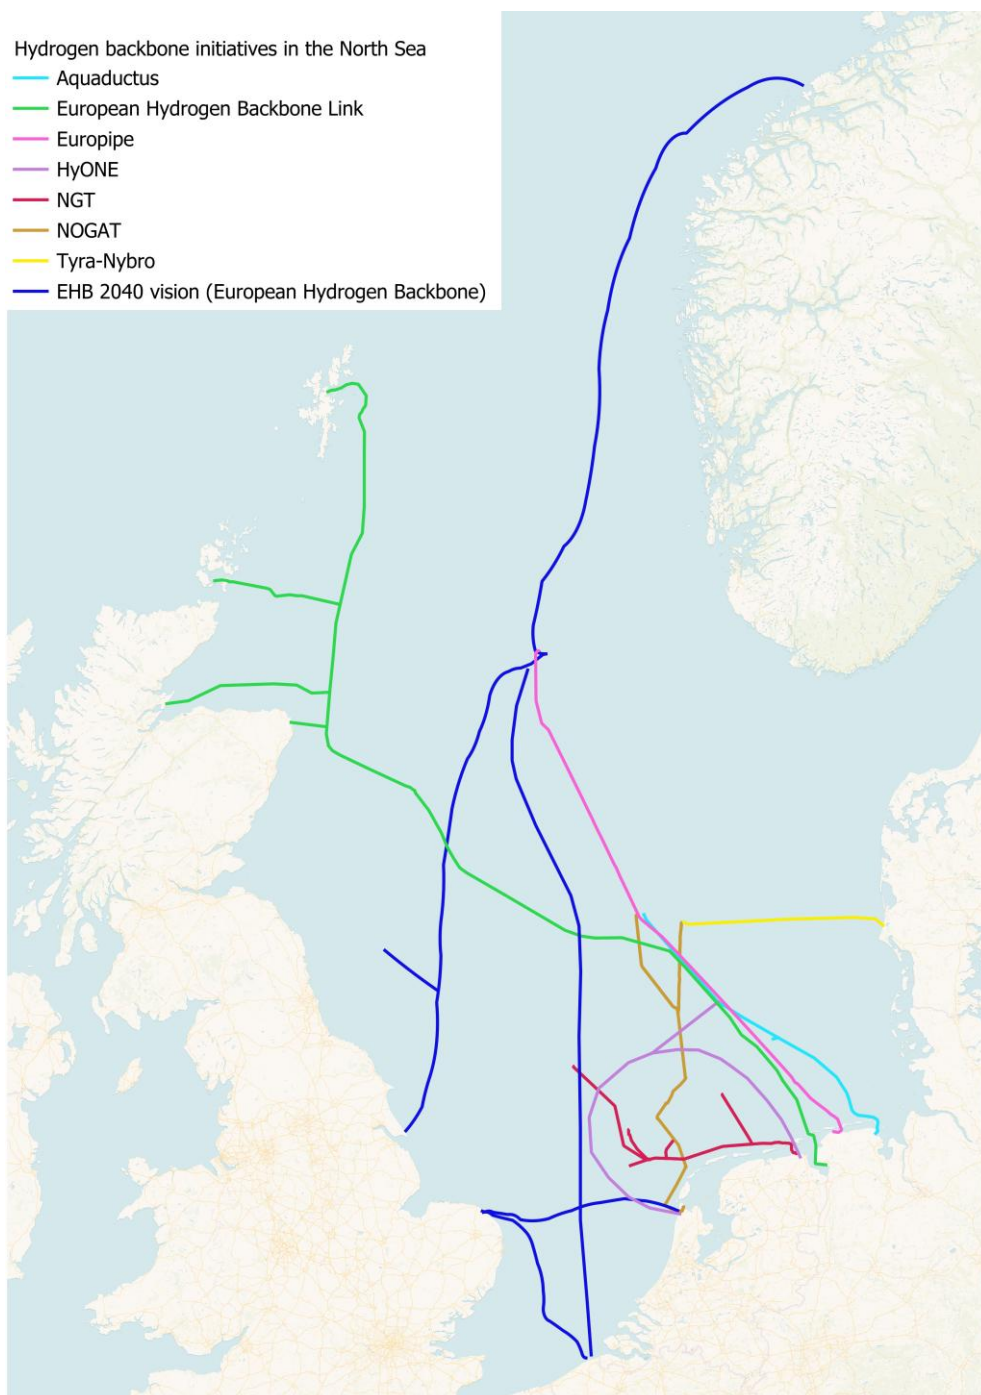 Hydrogen backbone initiatives in the North Sea
Aquaductus
European Hydrogen Backbone Link
Europipe
HyONE
NGT
NOGAT
Tyra-Nybro
EHB 2040 vision (European Hydrogen Backbone)